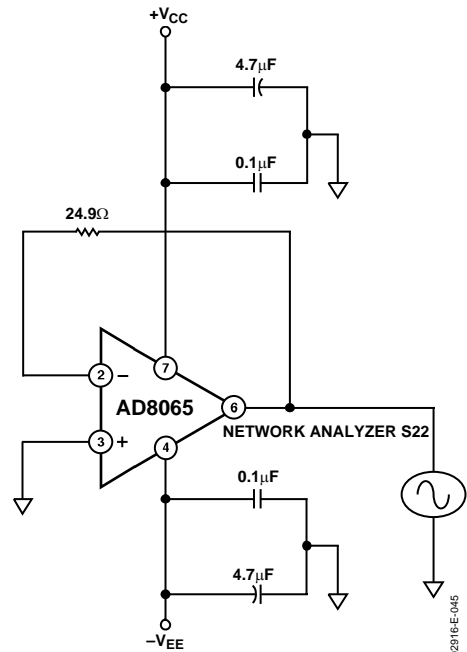 +VCC
4.7µF
0.1µF
24.9Ω
2
–
7
AD8065
6
3
+
4
NETWORK ANALYZER S22
0.1µF
4.7µF
–VEE
02916-E-045